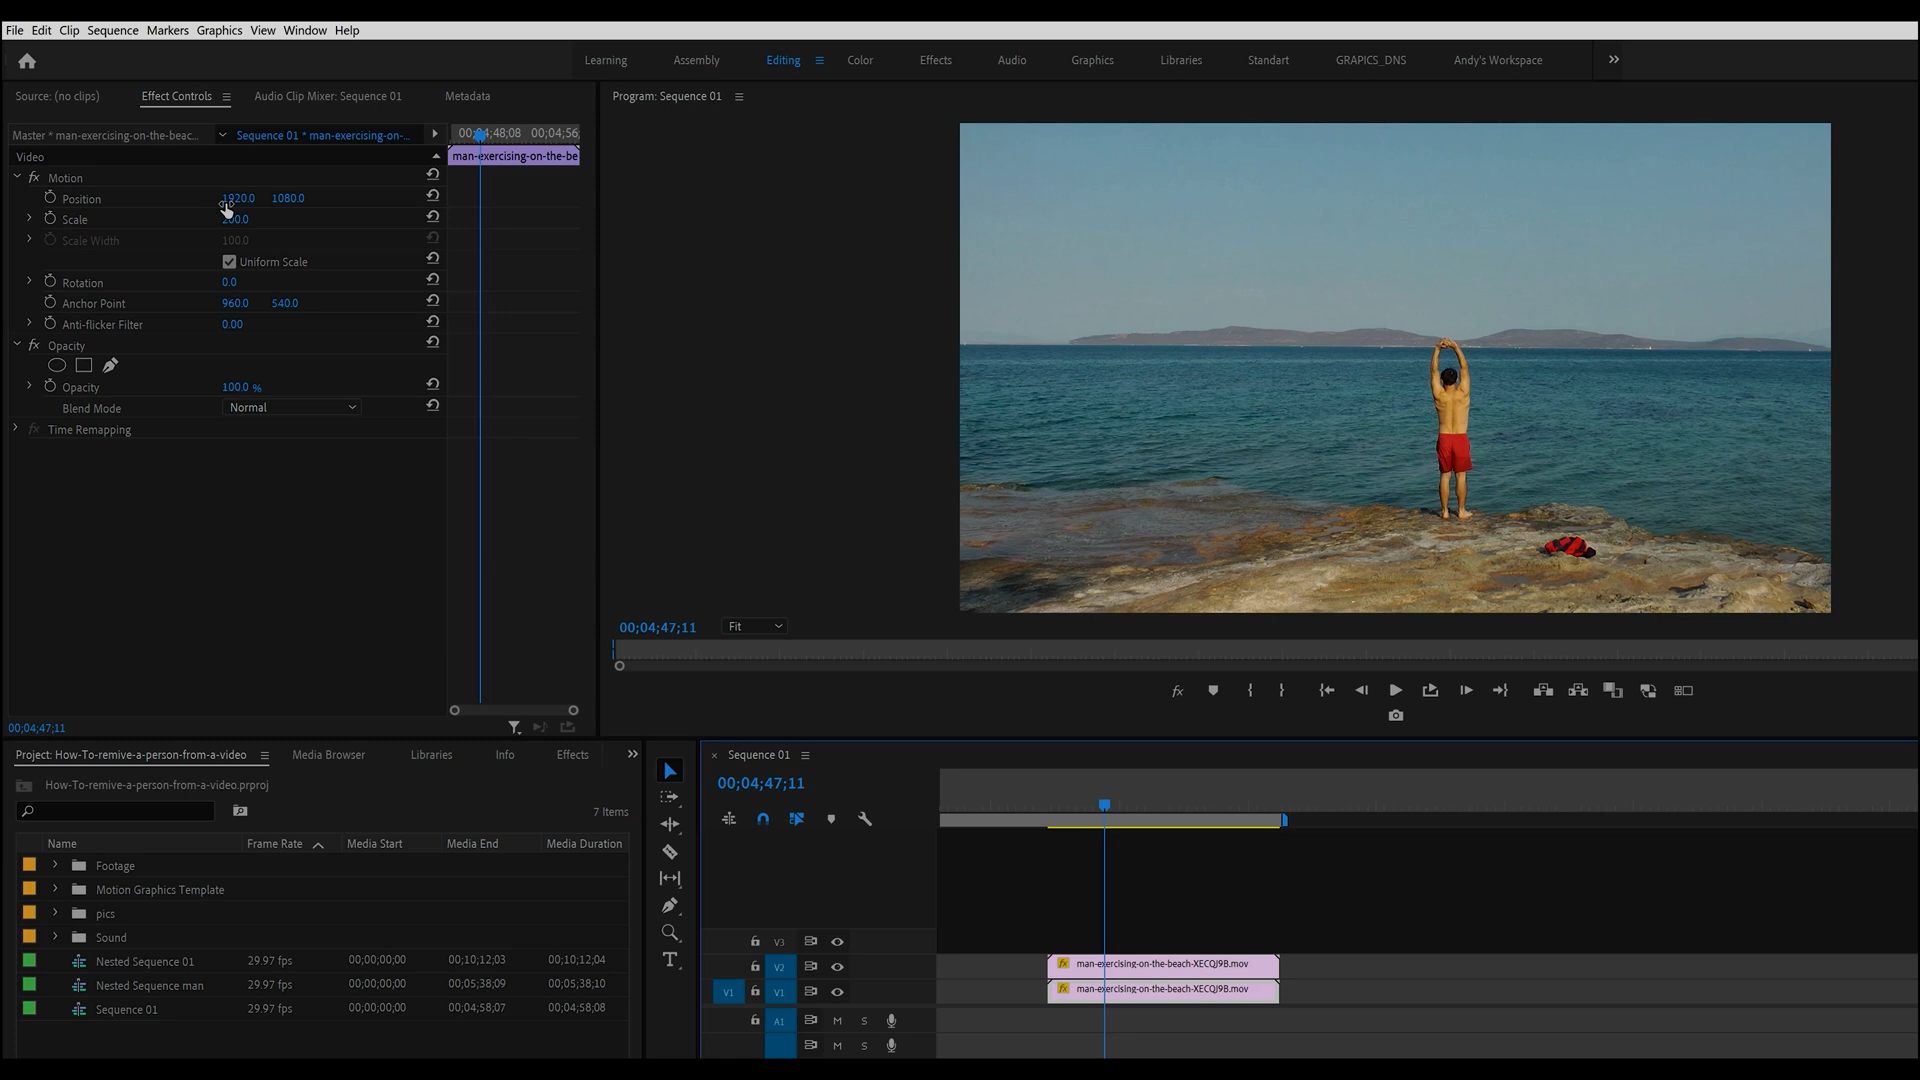 File Edit Clip Sequence Markers Graphics View Window Help
Learning Assembly Editing Color Effects Audio Graphics Libraries Standart GRAPICS_DNS Andy's Workspace
Source: (no clips) Effect Controls Audio Clip Mixer: Sequence 01 Metadata
Program: Sequence 01
Master * man-exercising-on-the-beac... Sequence 01 * man-exercising-on-...
00;04;48;08 00;04;56;
Video
man-exercising-on-the-be
fx Motion
Position 1920.0 1080.0
Scale 200.0
Scale Width 100.0
Uniform Scale
Rotation 0.0
Anchor Point 960.0 540.0
Anti-flicker Filter 0.00
fx Opacity
Opacity 100.0 %
Blend Mode Normal
fx Time Remapping
00;04;47;11
00;04;47;11 Fit
fx
Project: How-To-remive-a-person-from-a-video Media Browser Libraries Info Effects
How-To-remive-a-person-from-a-video.prproj
7 Items
Name Frame Rate Media Start Media End Media Duration
Footage
Motion Graphics Template
pics
Sound
Nested Sequence 01 29.97 fps 00;00;00;00 00;10;12;03 00;10;12;04
Nested Sequence man 29.97 fps 00;00;00;00 00;05;38;09 00;05;38;10
Sequence 01 29.97 fps 00;00;00;00 00;04;58;07 00;04;58;08
T
× Sequence 01
00;04;47;11
V3
V2
fx man-exercising-on-the-beach-XECQJ9B.mov
V1 V1
fx man-exercising-on-the-beach-XECQJ9B.mov
A1 M S
M S